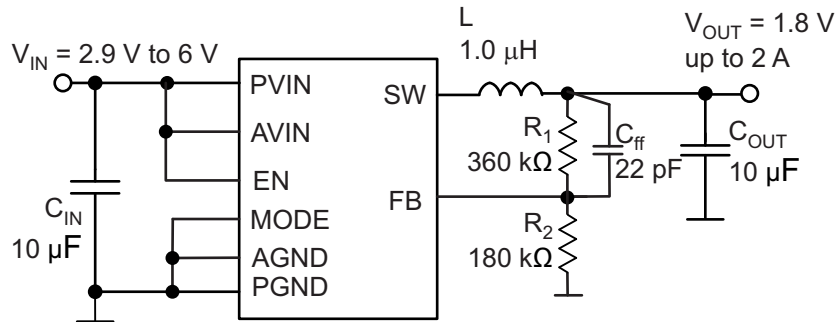 V_IN = 2.9 V to 6 V
C_IN
10 µF
PVIN
AVIN
EN
MODE
AGND
PGND
SW
FB
L
1.0 µH
R_1
360 kΩ
C_ff
22 pF
R_2
180 kΩ
V_OUT = 1.8 V
up to 2 A
C_OUT
10 µF